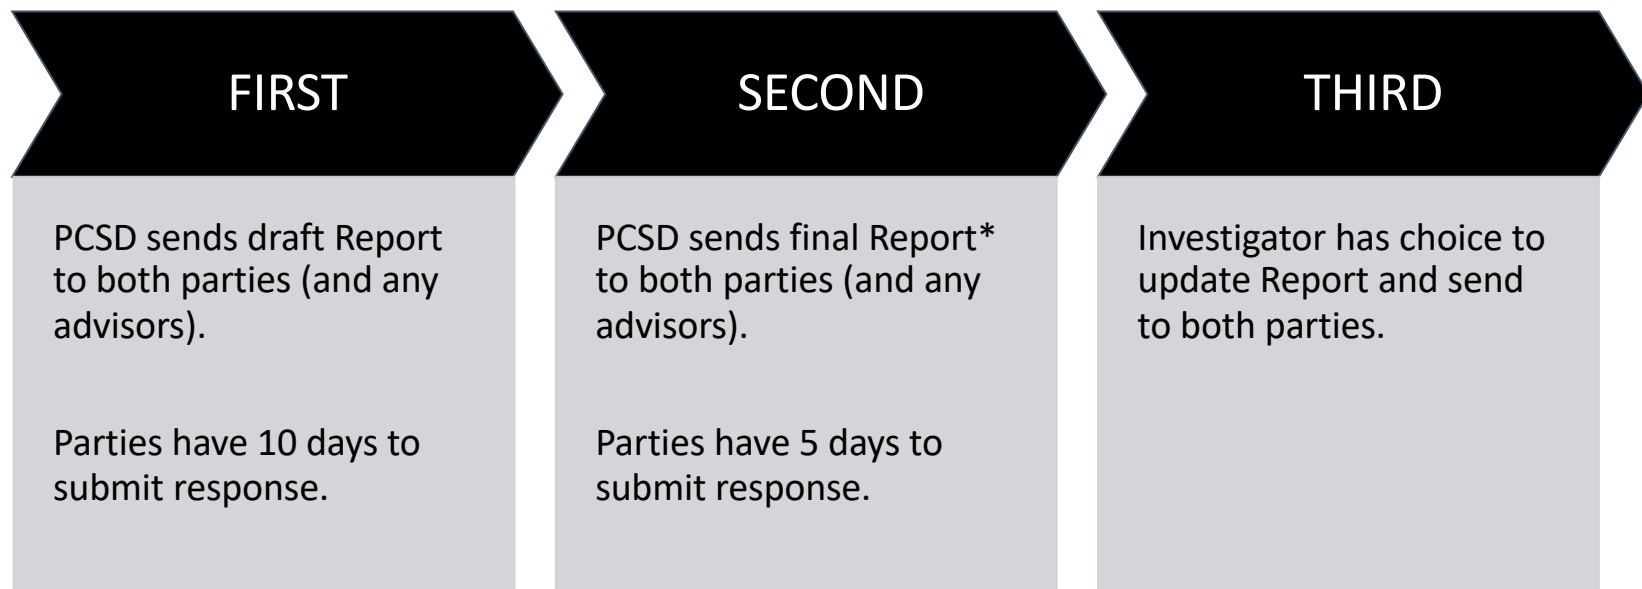 FIRST
PCSD sends draft Report
to both parties (and any
advisors).
Parties have 10 days to
submit response.
SECOND
PCSD sends final Report*
to both parties (and any
advisors).
Parties have 5 days to
submit response.
THIRD
Investigator has choice to
update Report and send
to both parties.